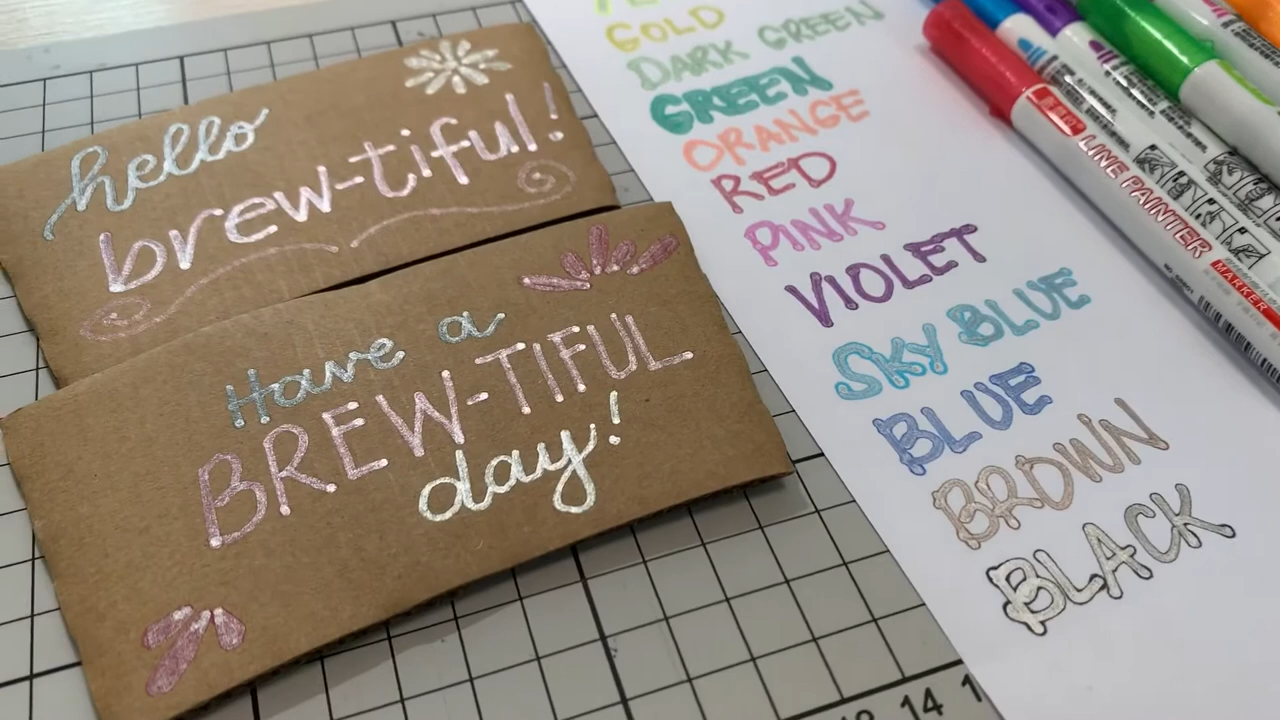 hello
brew-tiful!
Have a
BREW-TIFUL
day!
GOLD
DARK GREEN
GREEN
ORANGE
RED
PINK
VIOLET
SKY BLUE
BLUE
BROWN
BLACK
LINE PAINTER
MARKER
14